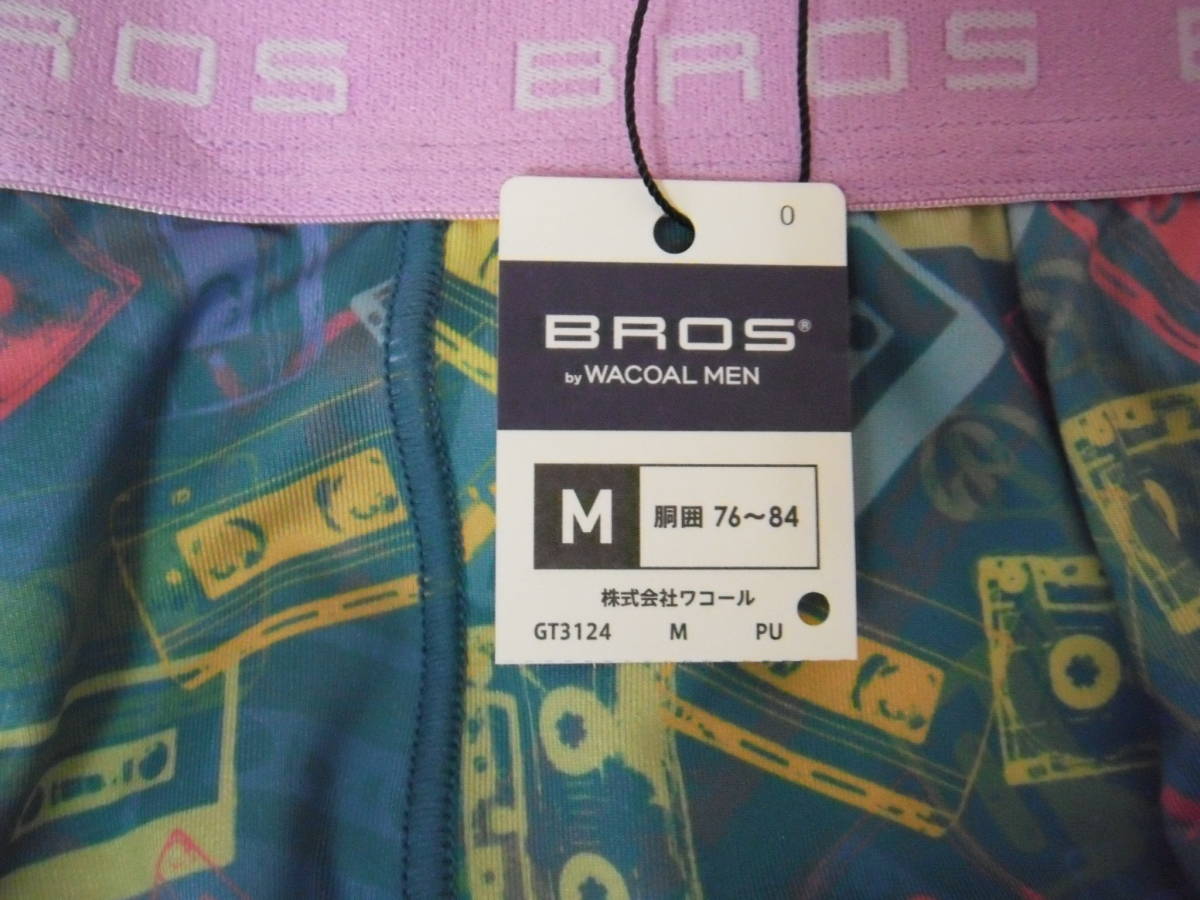 ROS BROS
0
BROS®
by WACOAL MEN
M 胴囲 76～84
株式会社ワコール
GT3124 M PU